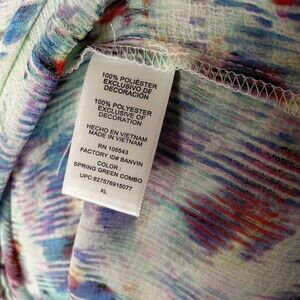 100% POLIÉSTER
EXCLUSIVO DE
DECORACIÓN
100% POLYESTER
EXCLUSIVE OF
DECORATION
HECHO EN VIETNAM
MADE IN VIETNAM
RN 105543
FACTORY ID# BANVIN
COLOR :
SPRING GREEN COMBO
UPC:827576915077
XL